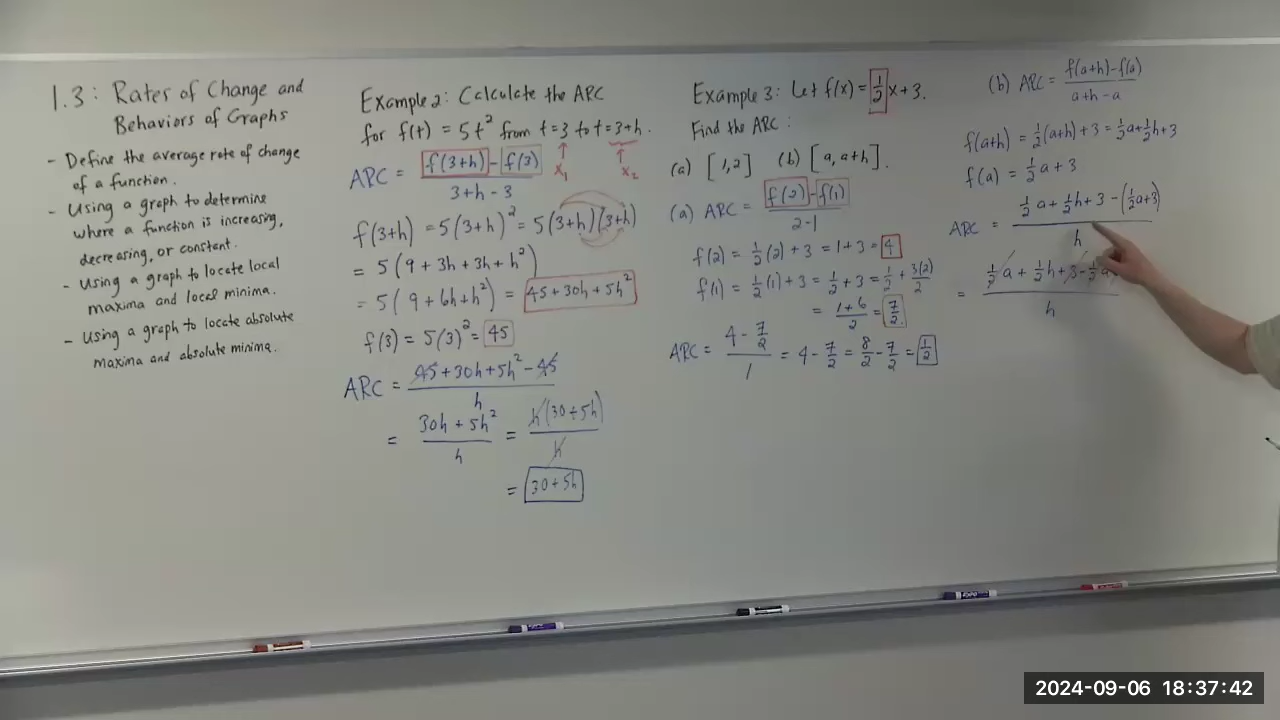 1.3: Rates of Change and
Behaviors of Graphs
- Define the average rate of change
of a function.
- Using a graph to determine
where a function is increasing,
decreasing, or constant.
- Using a graph to locate local
maxima and local minima.
- Using a graph to locate absolute
maxima and absolute minima.
Example 2: Calculate the ARC
for f(t) = 5t² from t=3 to t=3+h.
x₁ x₂
ARC = f(3+h) - f(3)
3+h-3
f(3+h) = 5(3+h)² = 5(3+h)(3+h)
= 5(9+3h+3h+h²)
= 5(9+6h+h²) = 45+30h+5h²
f(3) = 5(3)² = 45
ARC = 45+30h+5h²-45
h
= 30h+5h² = h(30+5h)
h h
= 30+5h
Example 3: Let f(x) = 1/2 x+3.
Find the ARC:
(a) [1,2] (b) [a, a+h].
(a) ARC = f(2)-f(1)
2-1
f(2) = 1/2(2)+3 = 1+3 = 4
f(1) = 1/2(1)+3 = 1/2+3 = 1/2+3(2)/2
= 1+6/2 = 7/2
ARC = 4-7/2 = 4-7/2 = 8/2-7/2 = 1/2
1
(b) ARC = f(a+h)-f(a)
a+h-a
f(a+h) = 1/2(a+h)+3 = 1/2a+1/2h+3
f(a) = 1/2a+3
ARC = 1/2a+1/2h+3-(1/2a+3)
h
= 1/2a+1/2h+3-1/2a
h
EXPO
2024-09-06 18:37:42